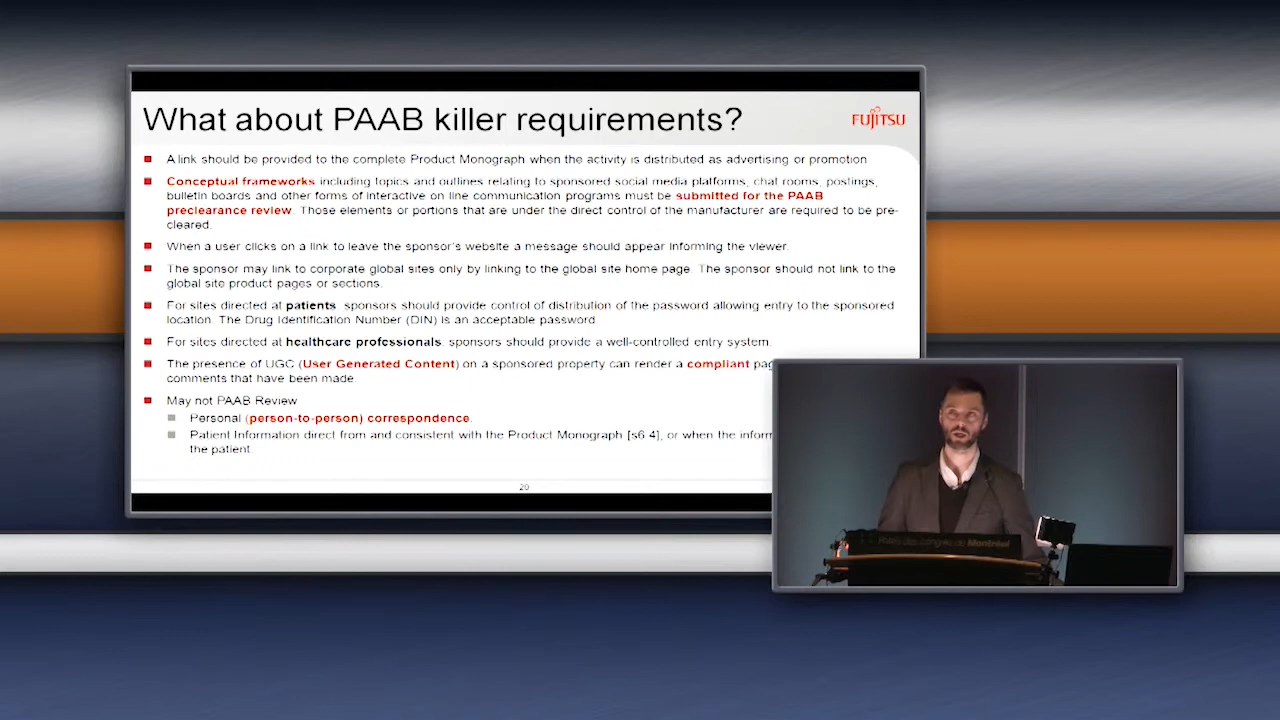 What about PAAB killer requirements?
FUJITSU
A link should be provided to the complete Product Monograph when the activity is distributed as advertising or promotion
Conceptual frameworks including topics and outlines relating to sponsored social media platforms, chat rooms, postings,
bulletin boards and other forms of interactive on line communication programs must be submitted for the PAAB
preclearance review. Those elements or portions that are under the direct control of the manufacturer are required to be pre-
cleared.
When a user clicks on a link to leave the sponsor's website a message should appear informing the viewer.
The sponsor may link to corporate global sites only by linking to the global site home page. The sponsor should not link to the
global site product pages or sections.
For sites directed at patients sponsors should provide control of distribution of the password allowing entry to the sponsored
location. The Drug Identification Number (DIN) is an acceptable password
For sites directed at healthcare professionals, sponsors should provide a well-controlled entry system.
The presence of UGC (User Generated Content) on a sponsored property can render a compliant
comments that have been made.
May not PAAB Review
Personal (person-to-person) correspondence.
Patient Information direct from and consistent with the Product Monograph [s6 4], or when the
the patient
20
Palais des congrès de Montréal